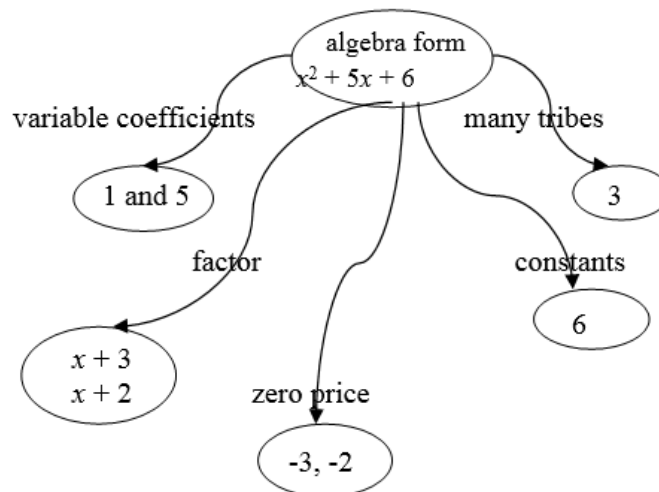 algebra form
x² + 5x + 6
variable coefficients
many tribes
1 and 5
3
factor
constants
6
x + 3
x + 2
zero price
-3, -2